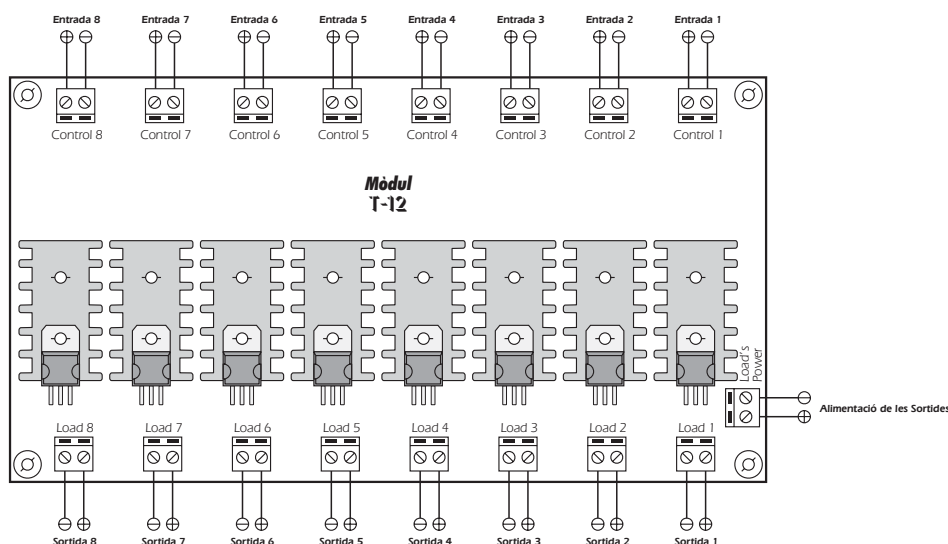 Entrada 8 Entrada 7 Entrada 6 Entrada 5 Entrada 4 Entrada 3 Entrada 2 Entrada 1
Control 8 Control 7 Control 6 Control 5 Control 4 Control 3 Control 2 Control 1
Mòdul
T-12
Load's
Power
Alimentació de les Sortides
Load 8 Load 7 Load 6 Load 5 Load 4 Load 3 Load 2 Load 1
Sortida 8 Sortida 7 Sortida 6 Sortida 5 Sortida 4 Sortida 3 Sortida 2 Sortida 1